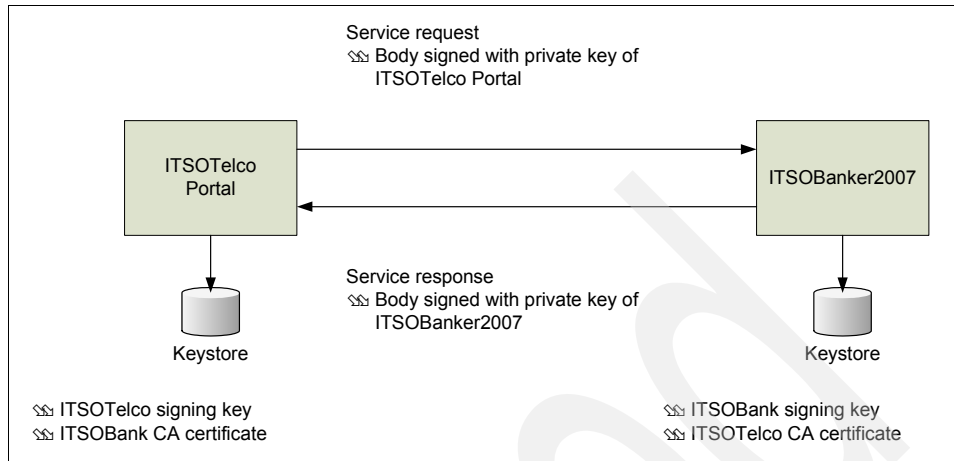 Service request
Body signed with private key of
ITSOTelco Portal
ITSOTelco
Portal
ITSOBanker2007
Service response
Body signed with private key of
ITSOBanker2007
Keystore
Keystore
ITSOTelco signing key
ITSOBank CA certificate
ITSOBank signing key
ITSOTelco CA certificate